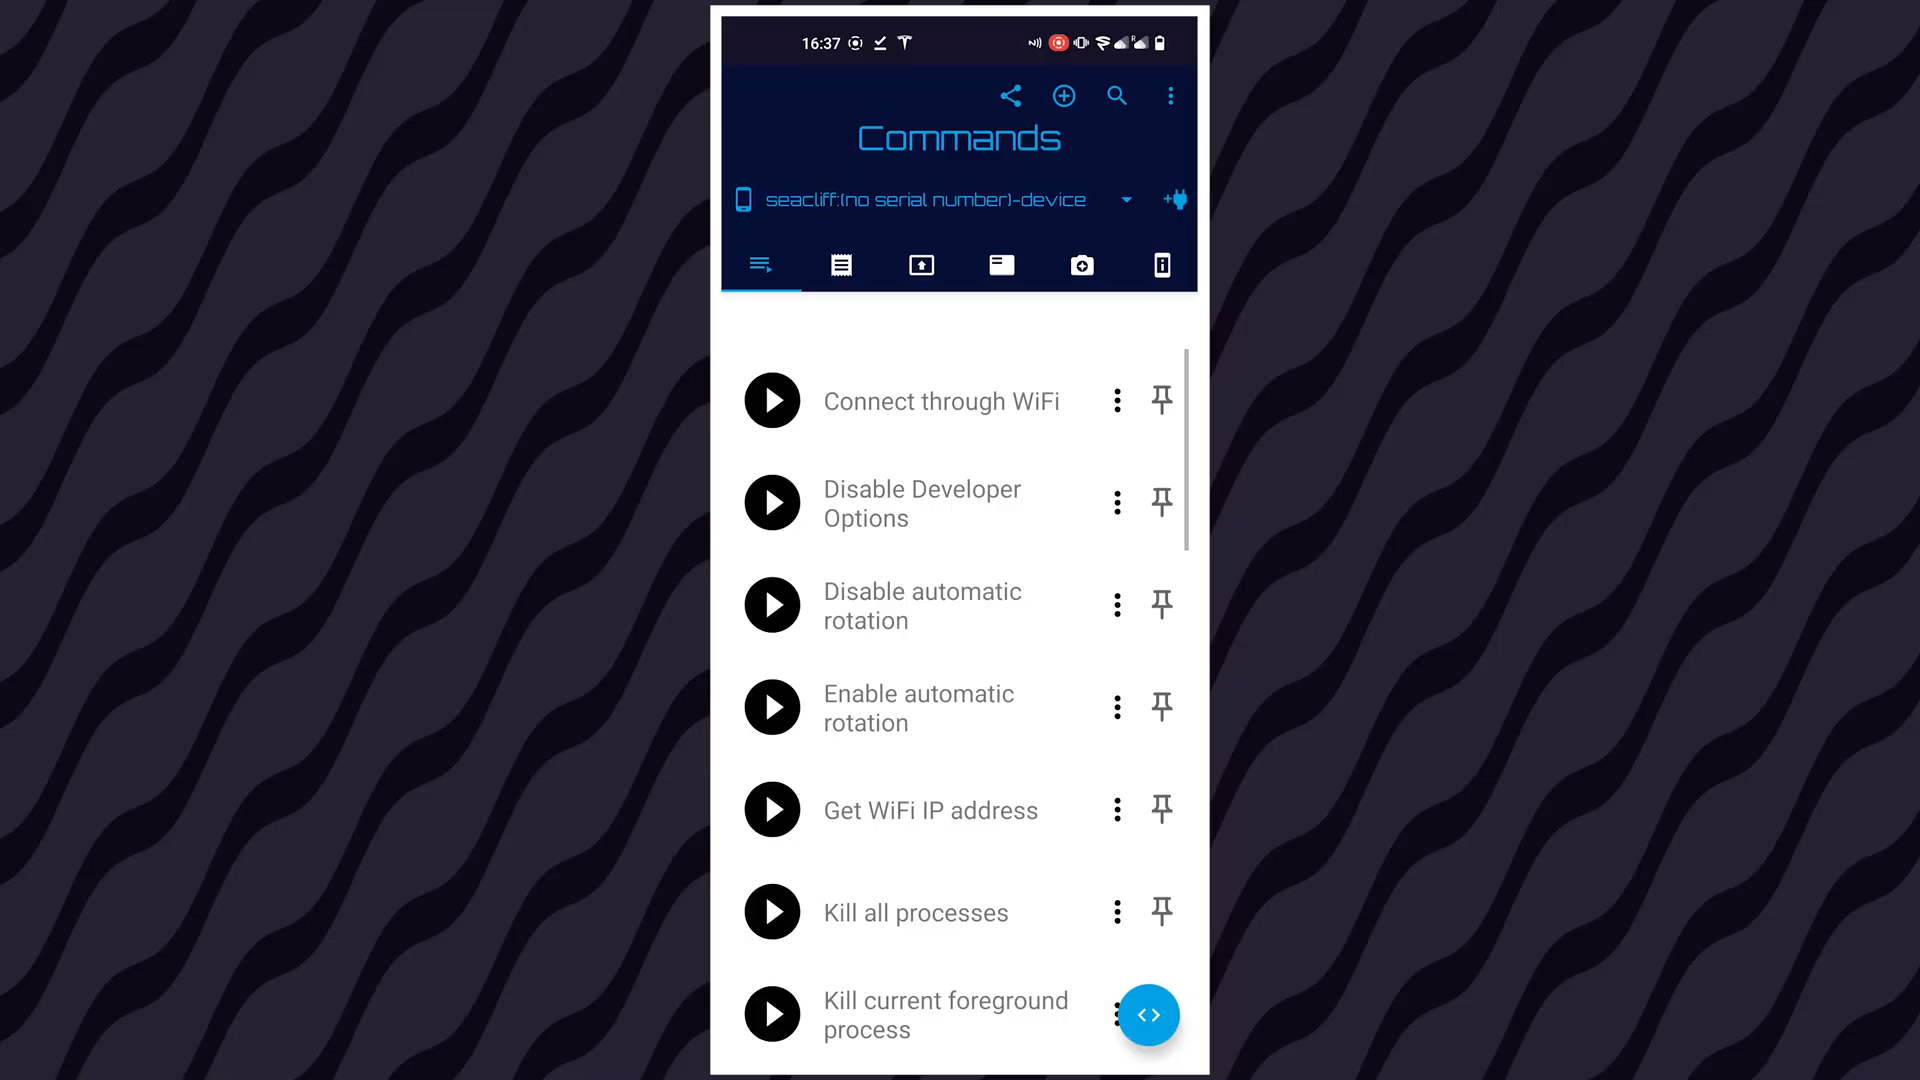 16:37
R
Commands
seacliff:(no serial number)-device
Connect through WiFi
Disable Developer
Options
Disable automatic
rotation
Enable automatic
rotation
Get WiFi IP address
Kill all processes
Kill current foreground
process